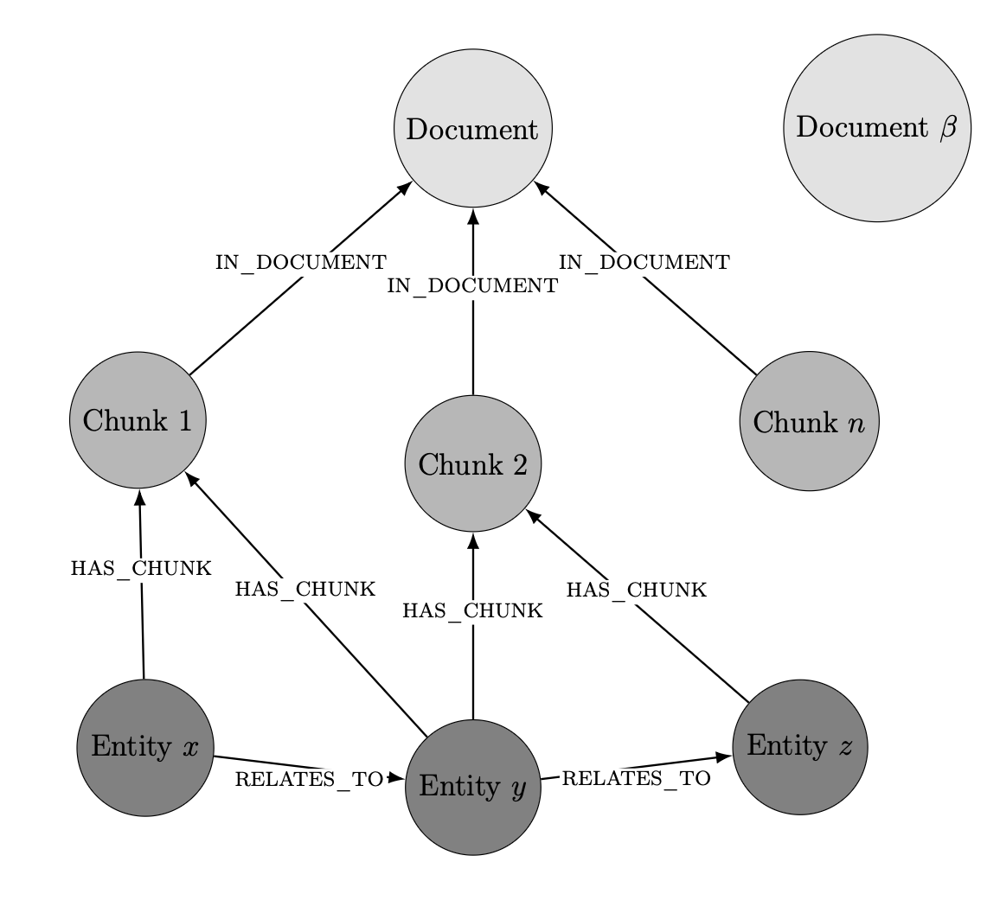 Document
Document β
IN_DOCUMENT
IN_DOCUMENT
IN_DOCUMENT
Chunk 1
Chunk 2
Chunk n
HAS_CHUNK
HAS_CHUNK
HAS_CHUNK
HAS_CHUNK
Entity x
RELATES_TO
Entity y
RELATES_TO
Entity z